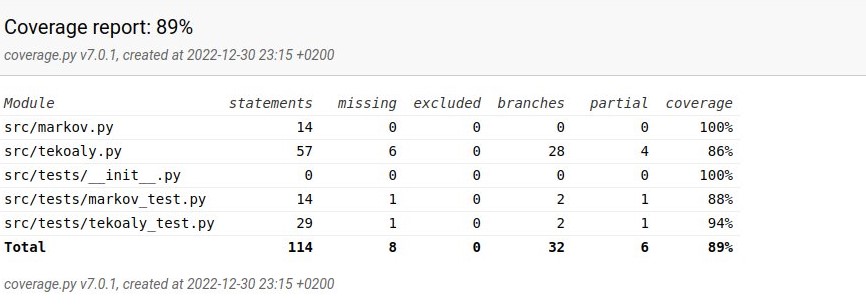 Coverage report: 89%
coverage.py v7.0.1, created at 2022-12-30 23:15 +0200
Module statements missing excluded branches partial coverage
src/markov.py 14 0 0 0 0 100%
src/tekoaly.py 57 6 0 28 4 86%
src/tests/__init__.py 0 0 0 0 0 100%
src/tests/markov_test.py 14 1 0 2 1 88%
src/tests/tekoaly_test.py 29 1 0 2 1 94%
Total 114 8 0 32 6 89%
coverage.py v7.0.1, created at 2022-12-30 23:15 +0200